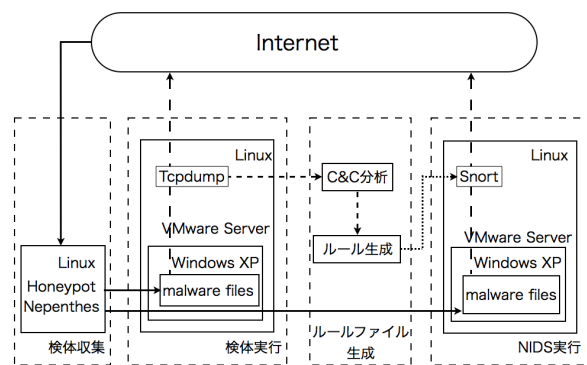 Internet
Linux
Honeypot
Nepenthes
検体収集
Linux
Tcpdump
VMware Server
Windows XP
malware files
検体実行
C&C分析
ルール生成
ルールファイル
生成
Linux
Snort
VMware Server
Windows XP
malware files
NIDS実行